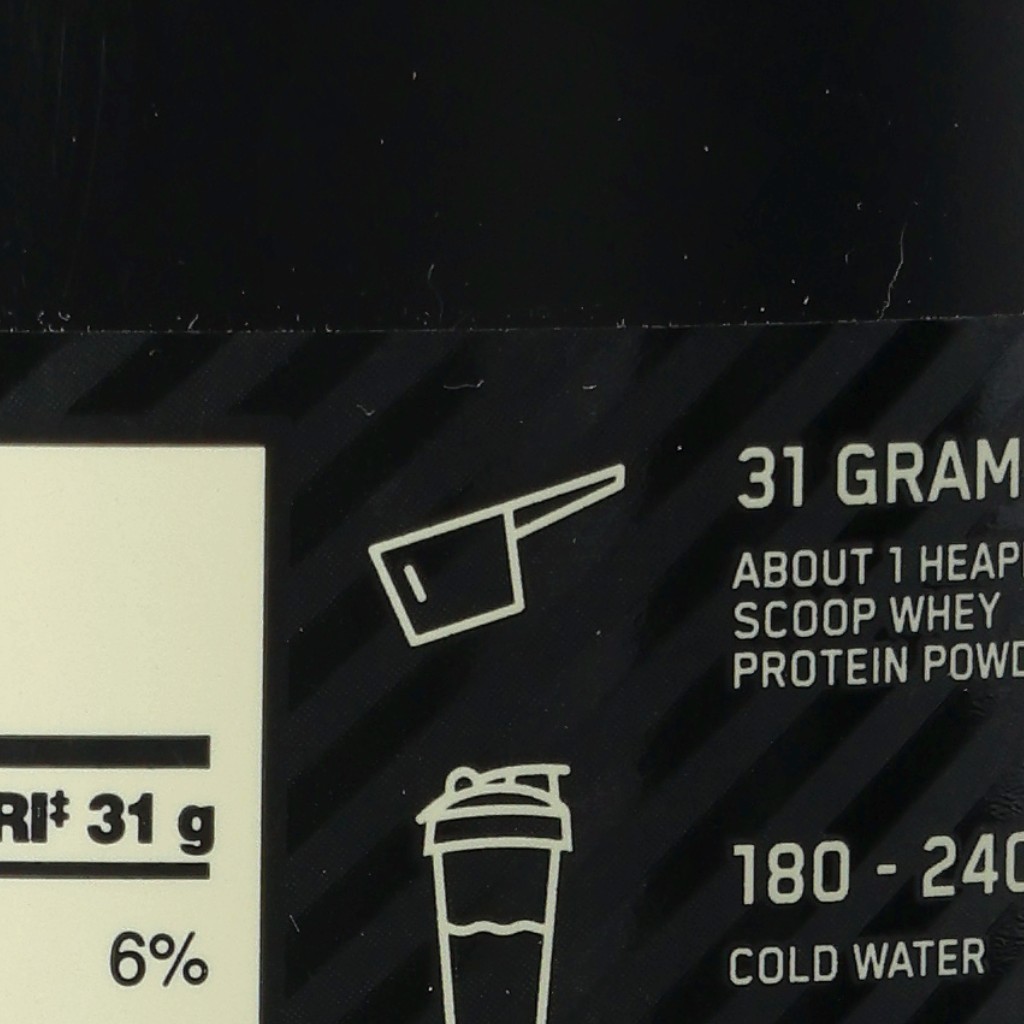 31 GRAM
ABOUT 1 HEAP
SCOOP WHEY
PROTEIN POWD
RI‡ 31 g
180 - 240
6%
COLD WATER